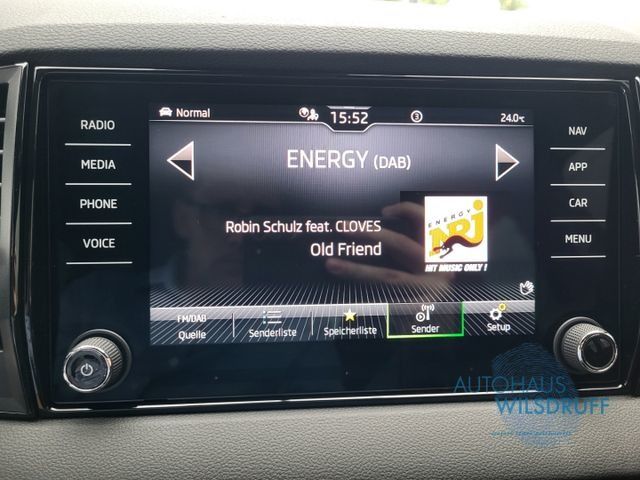 Normal
15:52
3
24.0°C
RADIO
MEDIA
PHONE
VOICE
NAV
APP
CAR
MENU
ENERGY (DAB)
Robin Schulz feat. CLOVES
Old Friend
ENERGY
NRJ
HIT MUSIC ONLY !
FM/DAB
Quelle
Senderliste
Speicherliste
Sender
Setup
AUTOHAUS
WILSDRUFF